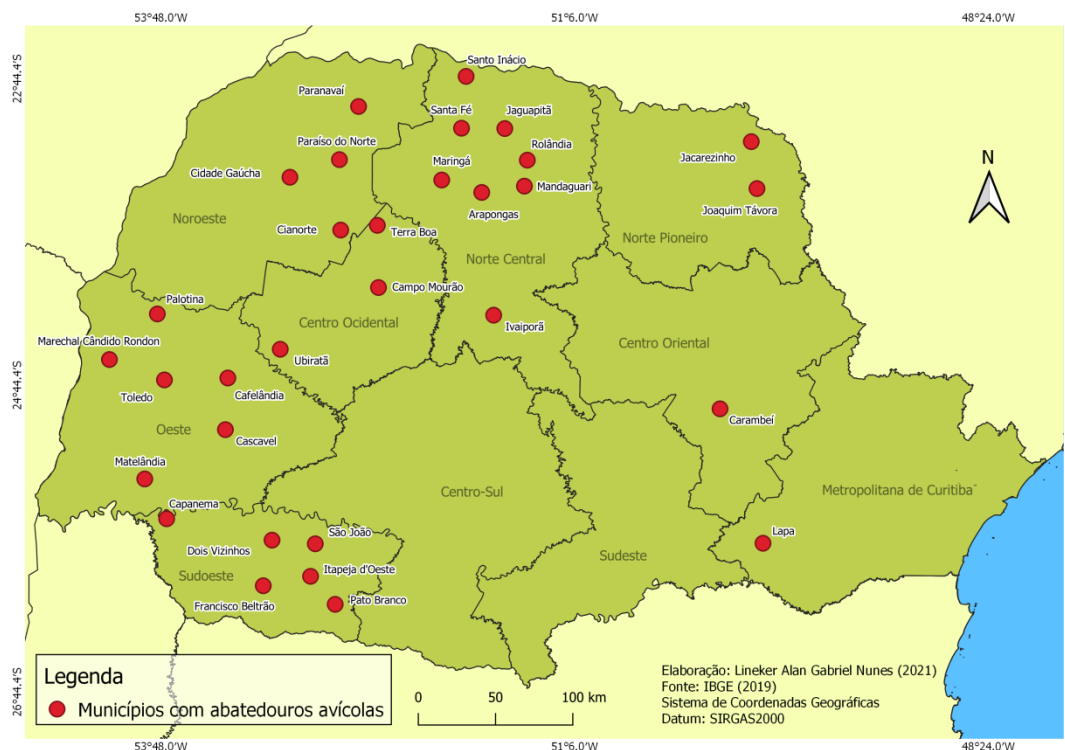 53°48.0'W
51°6.0'W
48°24.0'W
22°44.4'S
24°44.4'S
26°44.4'S
N
Santo Inácio
Paranavaí
Santa Fé
Jaguapitã
Paraíso do Norte
Rolândia
Jacarezinho
Cidade Gaúcha
Maringá
Mandaguari
Joaquim Távora
Arapongas
Noroeste
Cianorte
Terra Boa
Norte Pioneiro
Norte Central
Campo Mourão
Palotina
Centro Ocidental
Ivaiporã
Marechal Cândido Rondon
Ubiratã
Centro Oriental
Toledo
Cafelândia
Carambeí
Oeste
Cascavel
Matelândia
Centro-Sul
Metropolitana de Curitiba
Capanema
São João
Lapa
Dois Vizinhos
Sudeste
Sudoeste
Itapeja d'Oeste
Francisco Beltrão
Pato Branco
Legenda
Municípios com abatedouros avícolas
0 50 100 km
Elaboração: Lineker Alan Gabriel Nunes (2021)
Fonte: IBGE (2019)
Sistema de Coordenadas Geográficas
Datum: SIRGAS2000
53°48.0'W
51°6.0'W
48°24.0'W